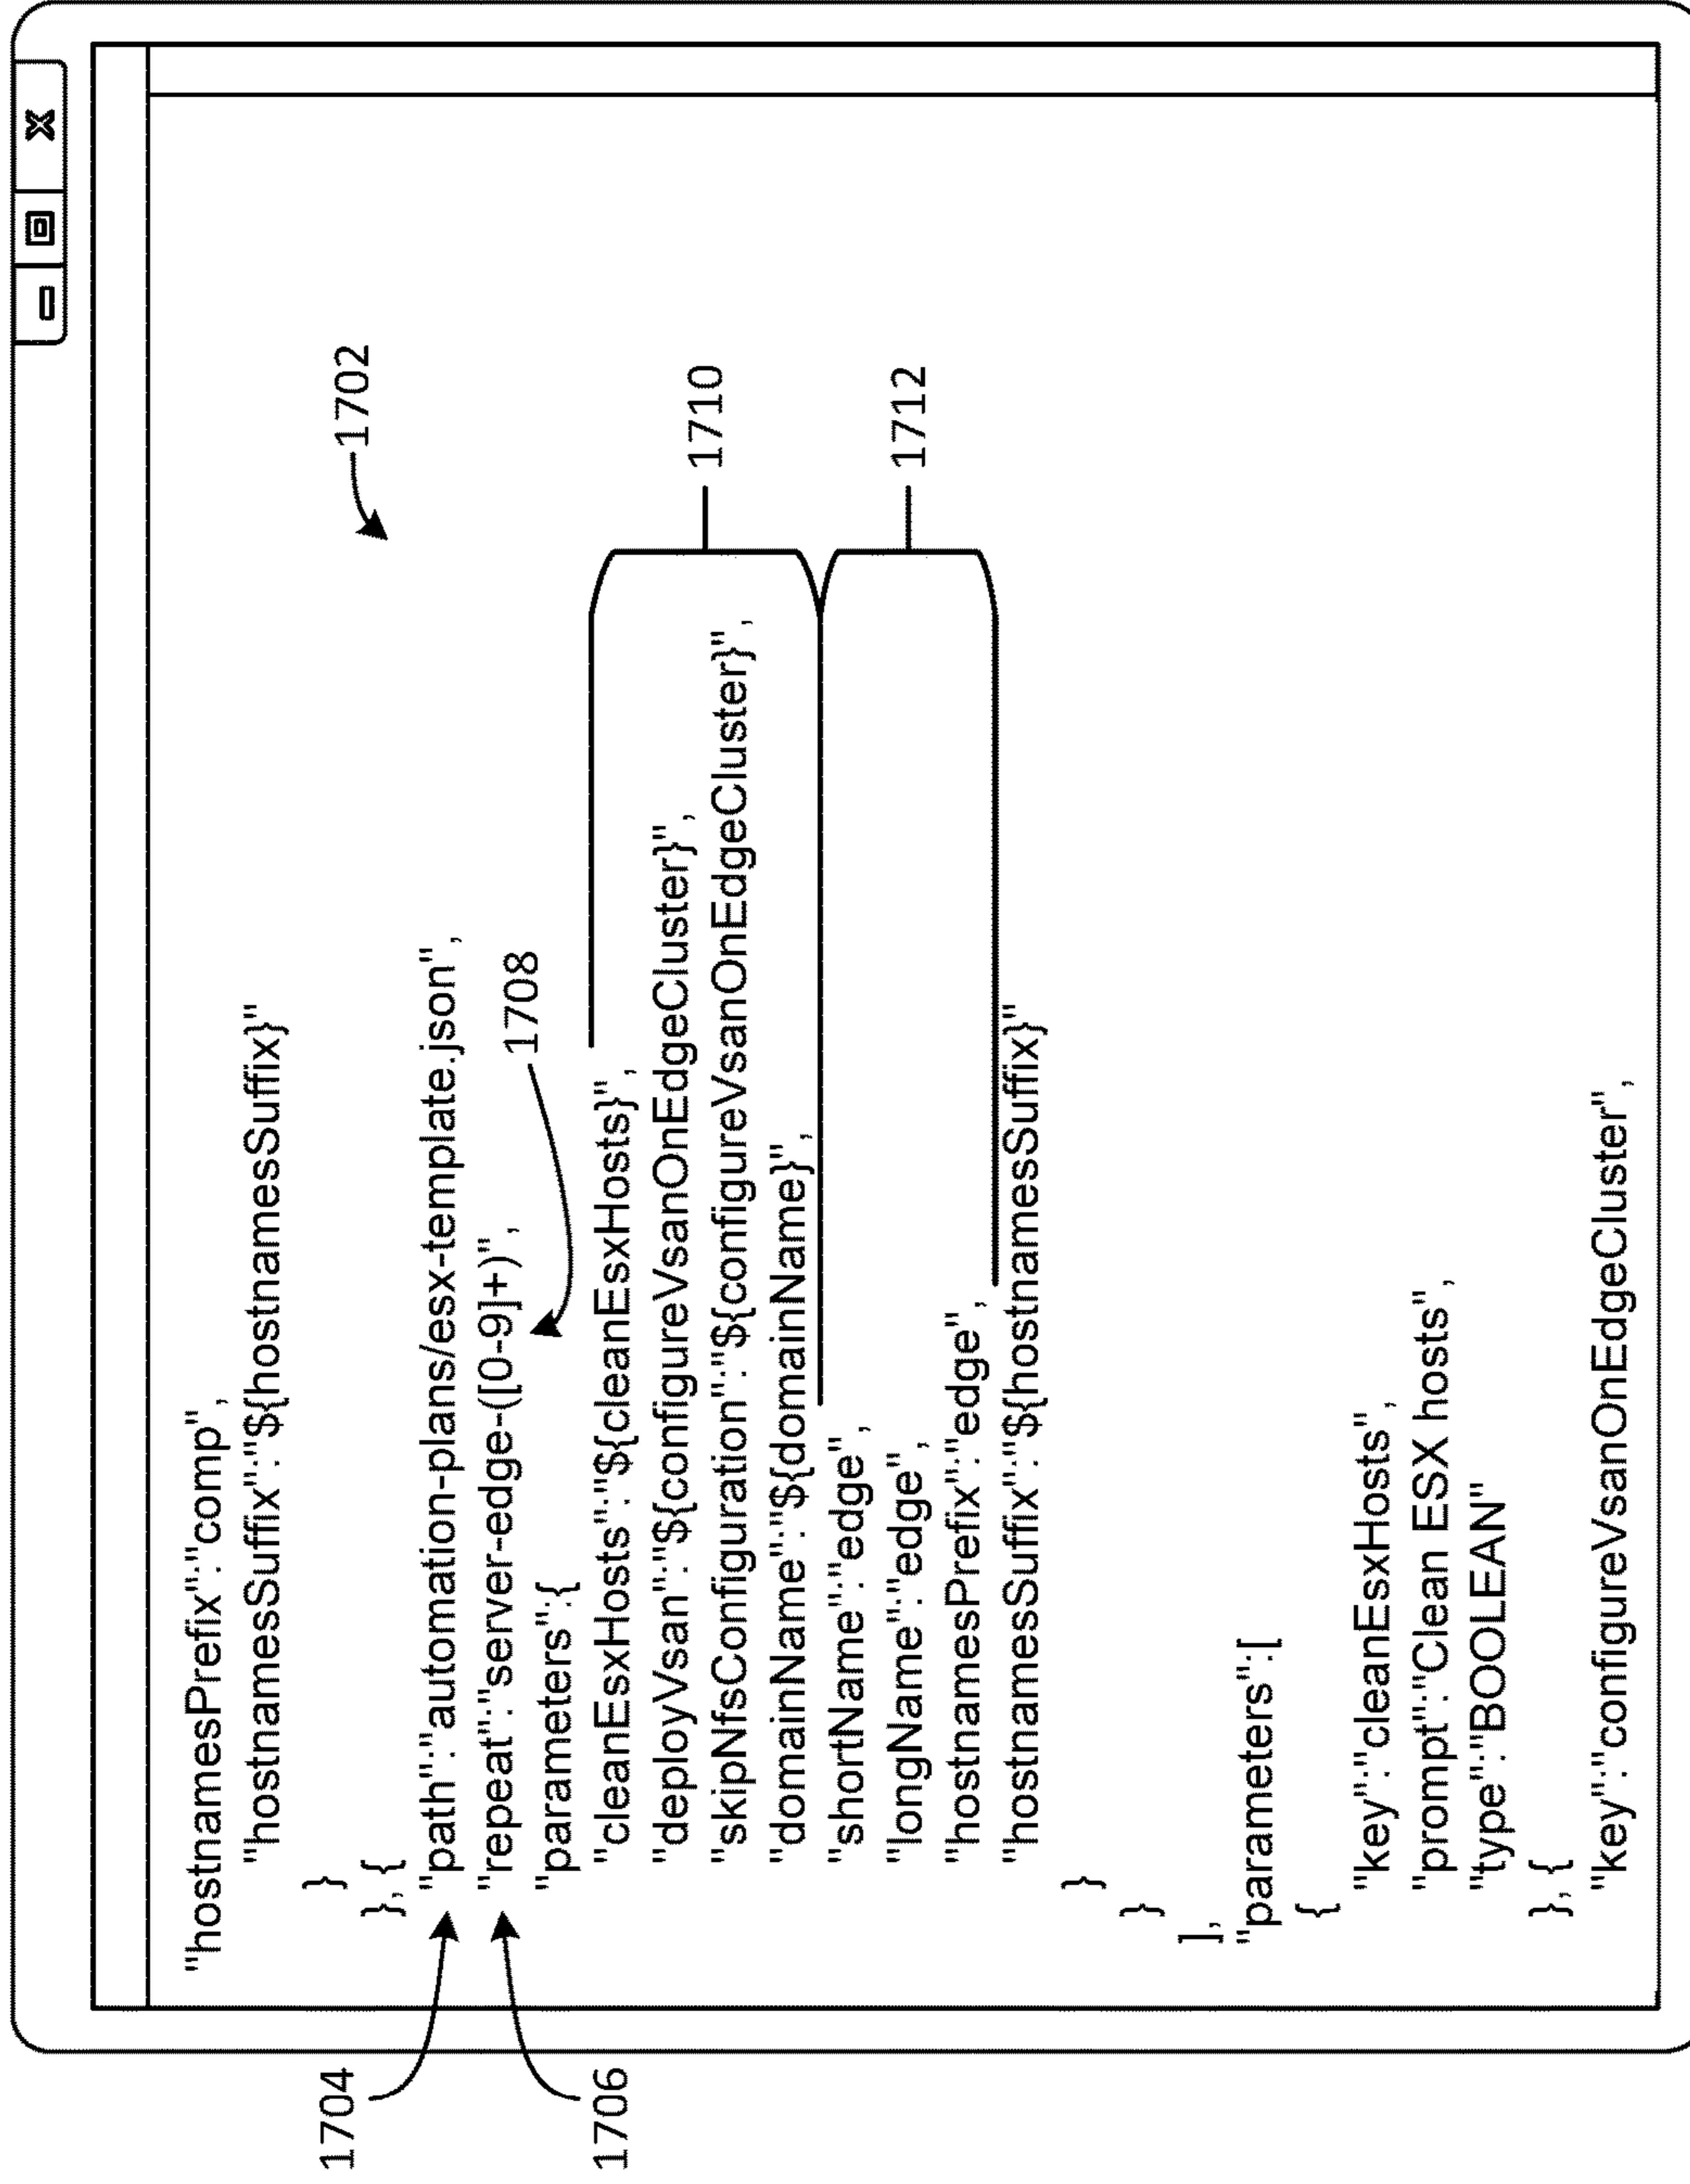 1702
"hostnamesPrefix":"comp",
"hostnamesSuffix":"${hostnamesSuffix}"
}
}, {
1704
"path":"automation-plans/esx-template.json",
1706
"repeat":"server-edge-([0-9]+)",
1708
"parameters":{
"cleanEsxHosts":"${cleanEsxHosts}",
"deployVsan":"${configureVsanOnEdgeCluster}",
"skipNfsConfiguration":"${configureVsanOnEdgeCluster}",
"domainName":"${domainName}",
1710
"shortName":"edge",
"longName":"edge",
"hostnamesPrefix":"edge",
1712
"hostnamesSuffix":"${hostnamesSuffix}"
}
}
],
"parameters":[
{
"key":"cleanEsxHosts",
"prompt":"Clean ESX hosts",
"type":"BOOLEAN"
}, {
"key":"configureVsanOnEdgeCluster",